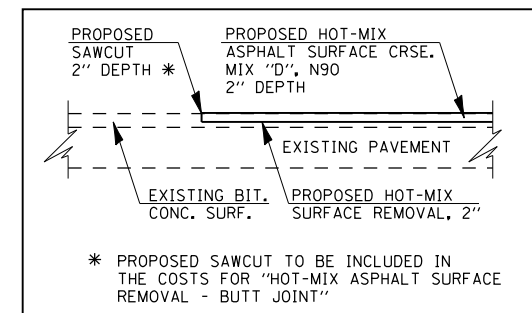 PROPOSED
SAWCUT
2" DEPTH *
PROPOSED HOT-MIX
ASPHALT SURFACE CRSE.
MIX "D", N90
2" DEPTH
EXISTING PAVEMENT
EXISTING BIT.
CONC. SURF.
PROPOSED HOT-MIX
SURFACE REMOVAL, 2"
* PROPOSED SAWCUT TO BE INCLUDED IN
THE COSTS FOR "HOT-MIX ASPHALT SURFACE
REMOVAL - BUTT JOINT"